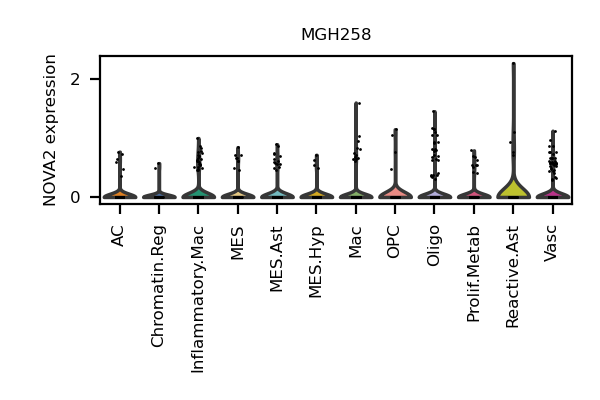 MGH258
NOVA2 expression
2
0
AC
Chromatin.Reg
Inflammatory.Mac
MES
MES.Ast
MES.Hyp
Mac
OPC
Oligo
Prolif.Metab
Reactive.Ast
Vasc